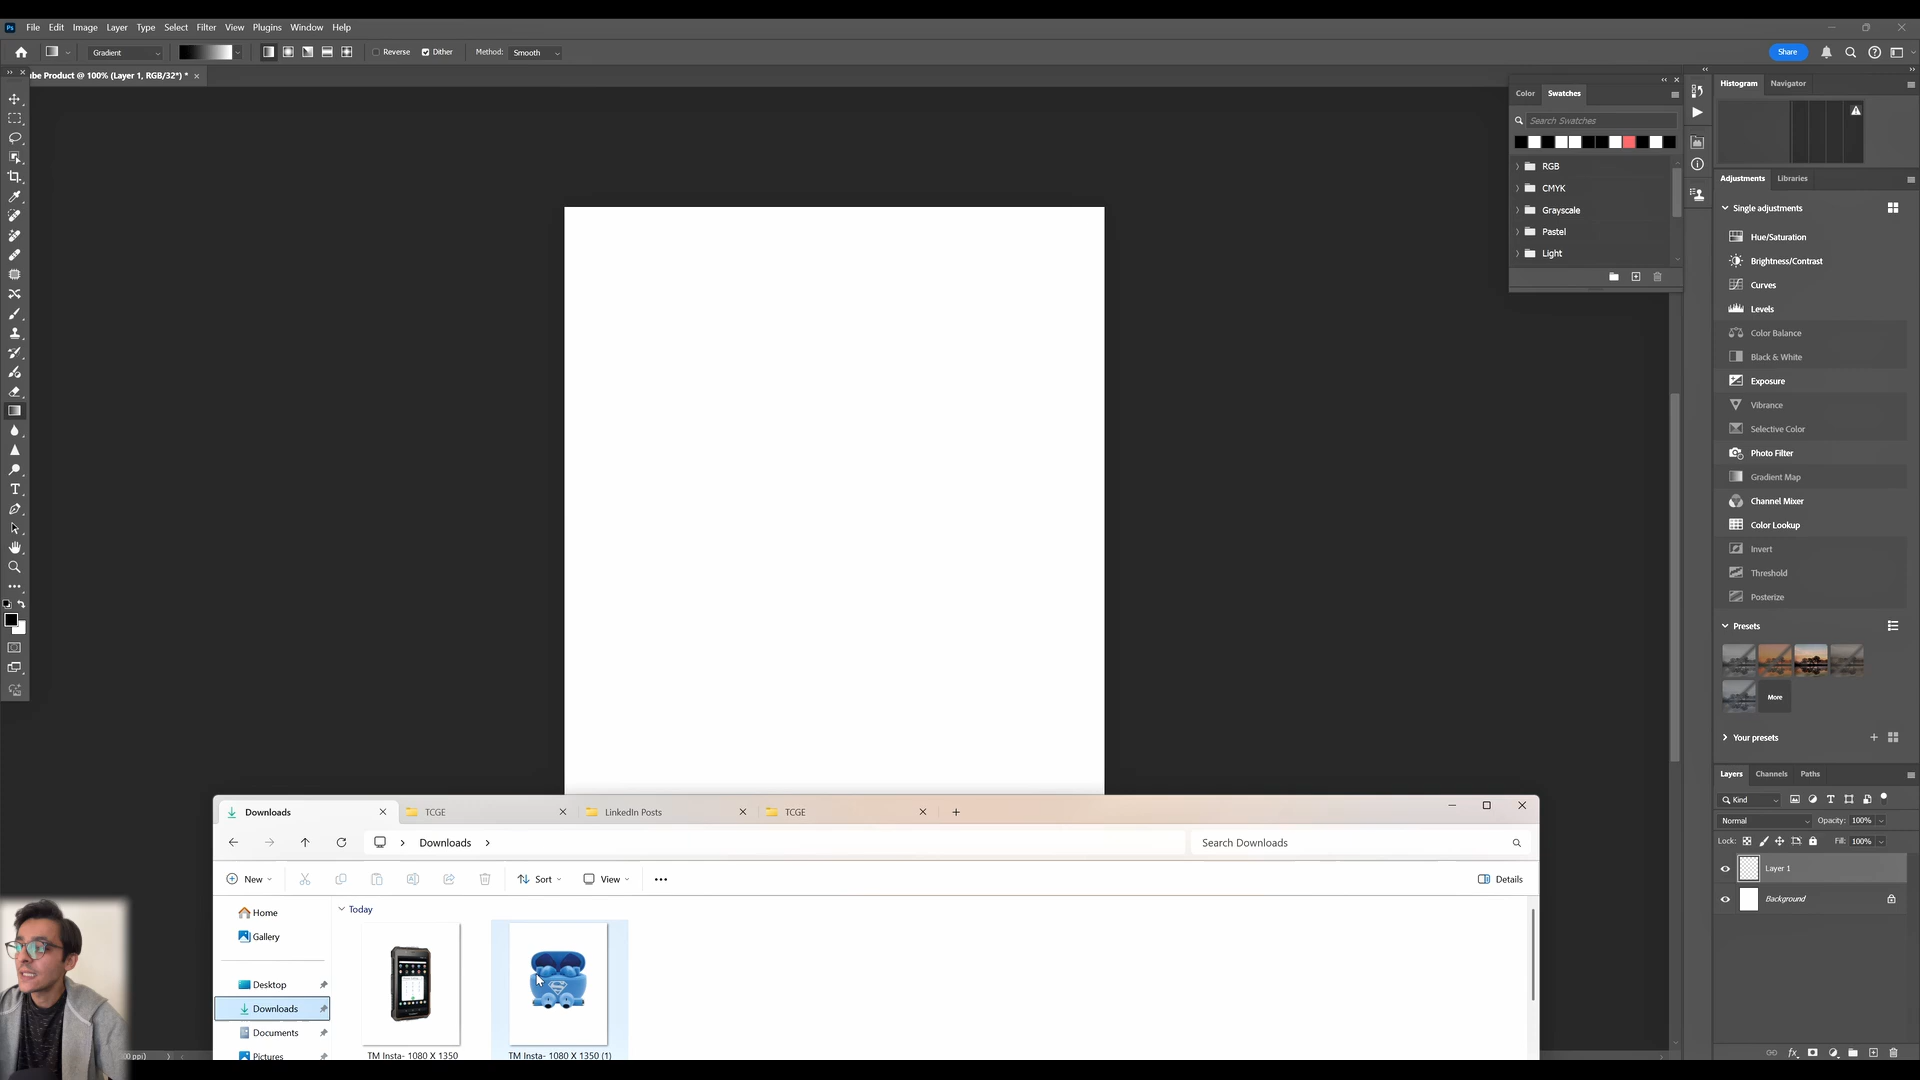 Ps File Edit Image Layer Type Select Filter View Plugins Window Help
Gradient Reverse Dither Method: Smooth Share
Product @ 100% (Layer 1, RGB/32*) *
Color Swatches
Search Swatches
RGB
CMYK
Grayscale
Pastel
Light
Histogram Navigator
Adjustments Libraries
Single adjustments
Hue/Saturation
Brightness/Contrast
Curves
Levels
Color Balance
Black & White
Exposure
Vibrance
Selective Color
Photo Filter
Gradient Map
Channel Mixer
Color Lookup
Invert
Threshold
Posterize
Presets
More
Your presets
Layers Channels Paths
Kind
Normal Opacity: 100%
Lock: Fill: 100%
Layer 1
Background
Downloads TCGE LinkedIn Posts TCGE
Downloads Search Downloads
New Sort View Details
Home
Gallery
Desktop
Downloads
Documents
Pictures
Today
TM Insta- 1080 X 1350
TM Insta- 1080 X 1350 (1)